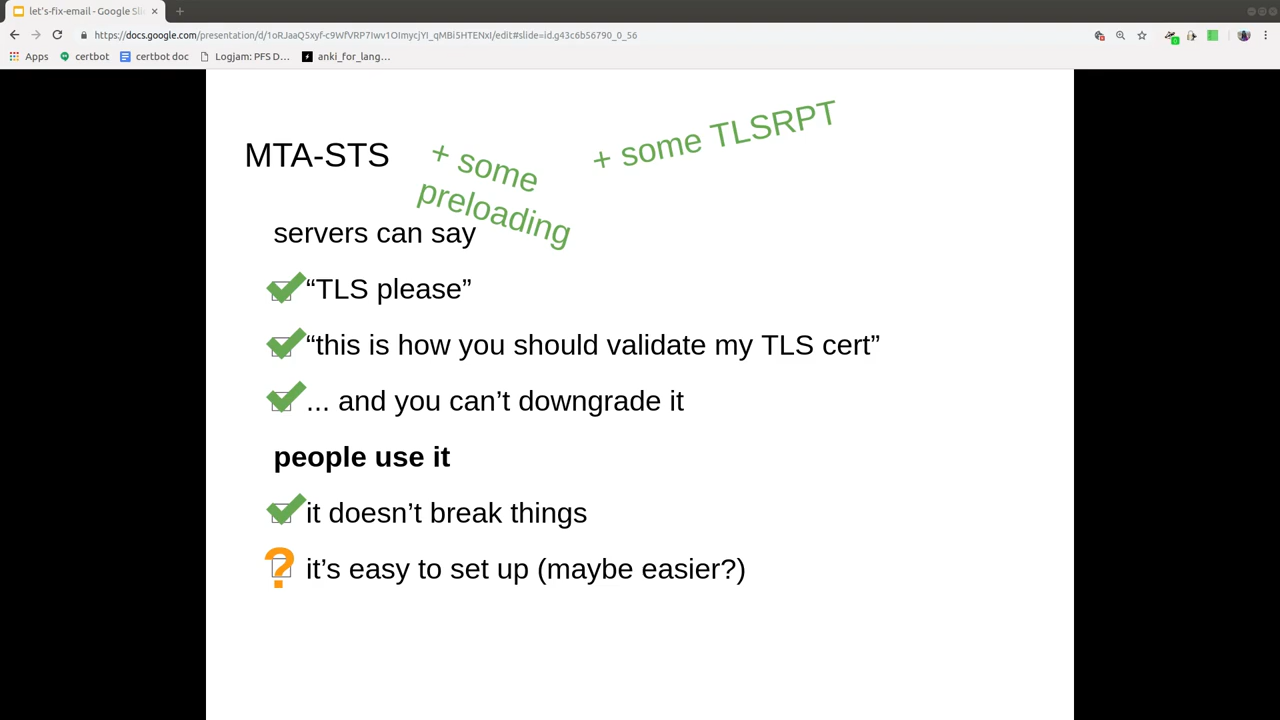 let's-fix-email - Google Sli
https://docs.google.com/presentation/d/1oRJaaQSxyf-c9WfVRP7Iwv1OImycjYI_qMBi5HTENxI/edit#slide=id.g43c6b56790_0_56
Apps certbot certbot doc Logjam: PFS D... anki_for_lang...
MTA-STS
+ some
preloading
+ some TLSRPT
servers can say
“TLS please”
“this is how you should validate my TLS cert”
... and you can’t downgrade it
people use it
it doesn’t break things
? it’s easy to set up (maybe easier?)